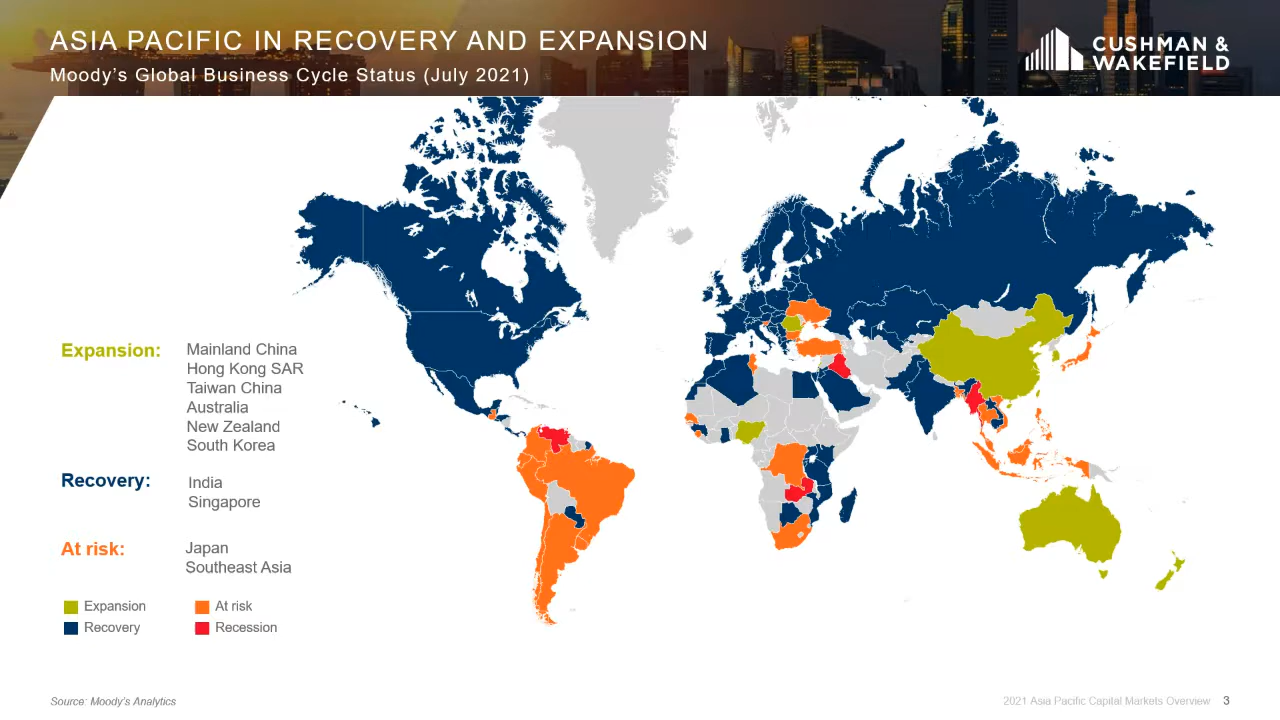 ASIA PACIFIC IN RECOVERY AND EXPANSION
Moody's Global Business Cycle Status (July 2021)
CUSHMAN &
WAKEFIELD
Expansion:
Mainland China
Hong Kong SAR
Taiwan China
Australia
New Zealand
South Korea
Recovery:
India
Singapore
At risk:
Japan
Southeast Asia
Expansion
At risk
Recovery
Recession
Source: Moody's Analytics
2021 Asia Pacific Capital Markets Overview 3